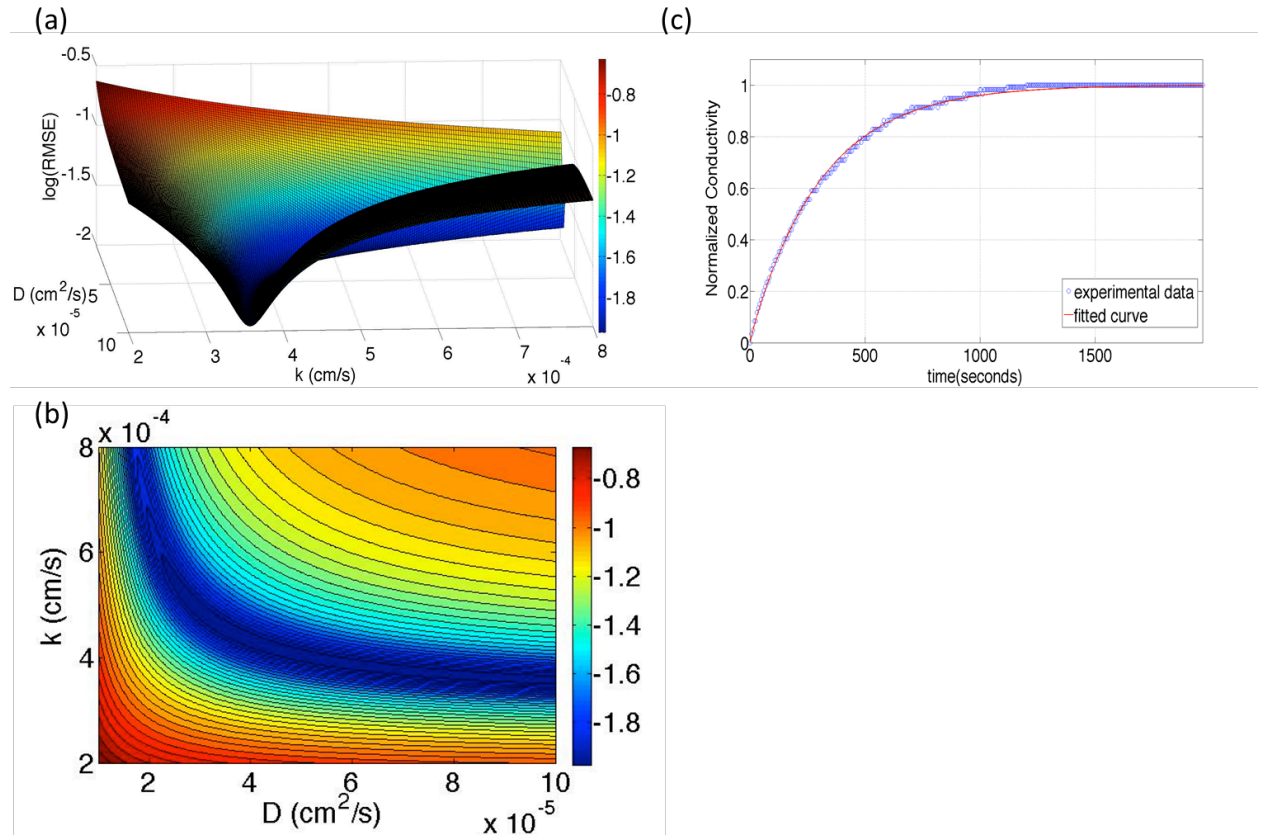 (a)
-0.5
-1
-1.5
-2
log(RMSE)
D (cm²/s)
5
x 10⁻⁵
10
2
3
4
5
6
7
8
x 10⁻⁴
k (cm/s)
-0.8
-1
-1.2
-1.4
-1.6
-1.8
(c)
1
0.8
0.6
0.4
0.2
0
Normalized Conductivity
experimental data
fitted curve
0
500
1000
1500
time(seconds)
(b)
x 10⁻⁴
8
6
4
2
k (cm/s)
2
4
6
8
10
D (cm²/s)
x 10⁻⁵
-0.8
-1
-1.2
-1.4
-1.6
-1.8